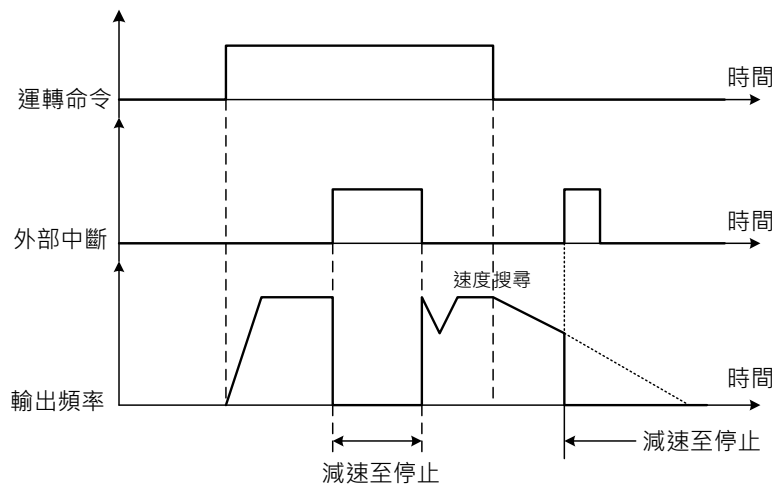 時間
運轉命令
時間
外部中斷
速度搜尋
時間
輸出頻率
減速至停止
減速至停止